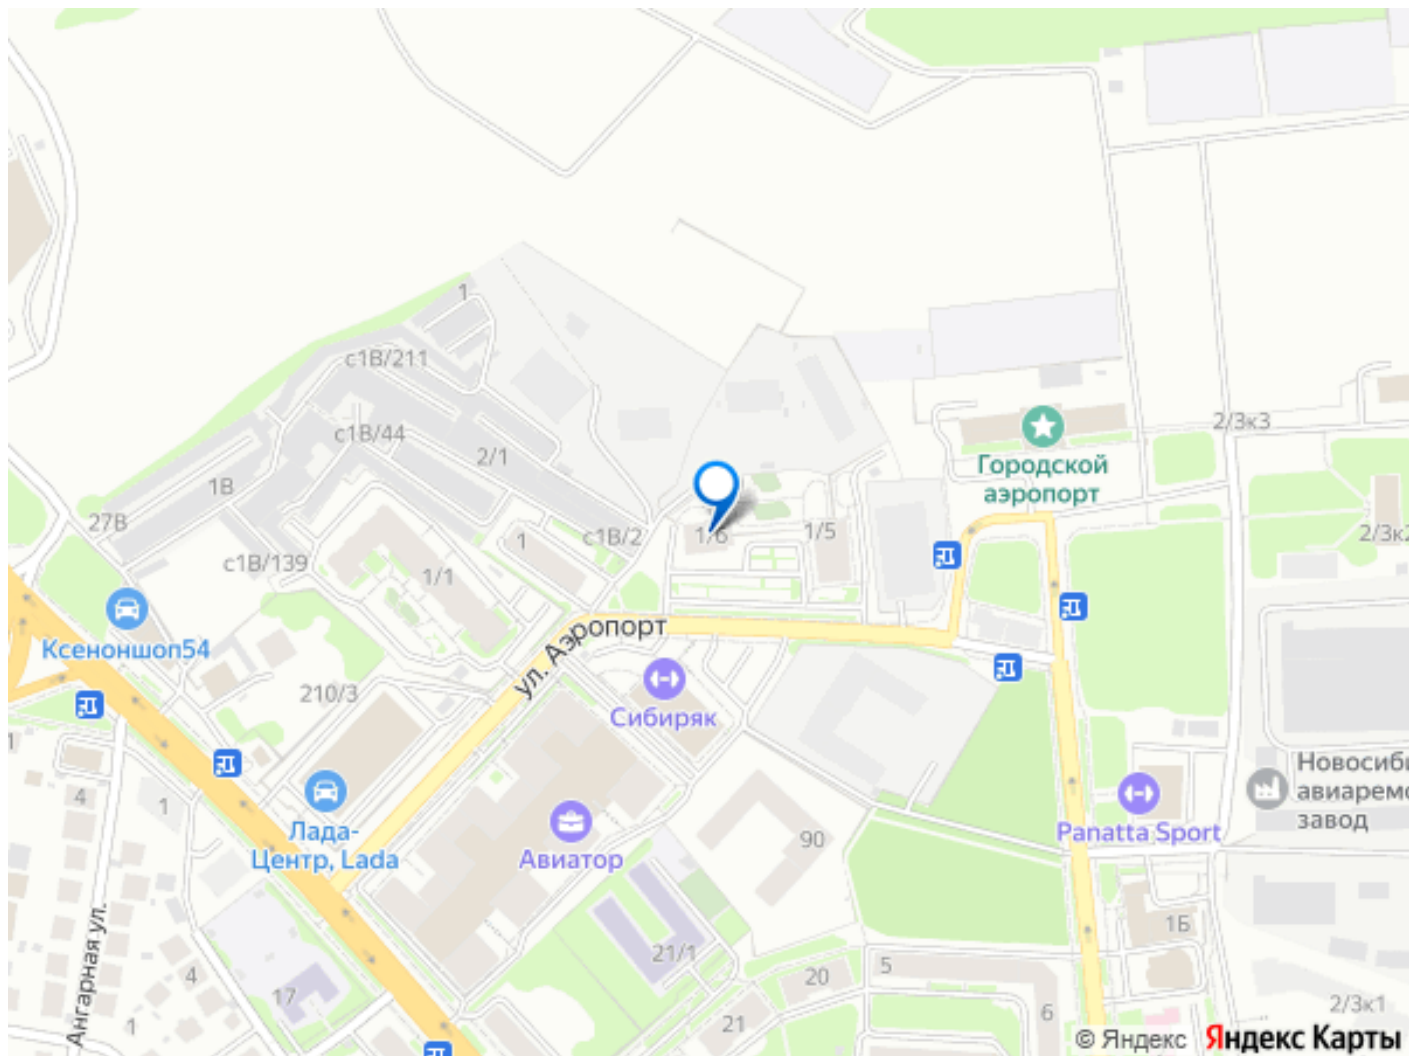 1
с1В/211
с1В/44
2/1
1В
27В
с1В/139
1/1
1
с1В/2
1/6
1/5
Городской
аэропорт
2/3к3
2/3к2
ул. Аэропорт
Ксеноншоп54
210/3
Сибиряк
Лада-
Центр, Lada
Авиатор
90
Panatta Sport
Новосиби
авиаремо
завод
1
4
1
Ангарная ул.
4
17
1
21/1
20
21
5
6
1Б
2/3к1
© Яндекс
Яндекс Карты